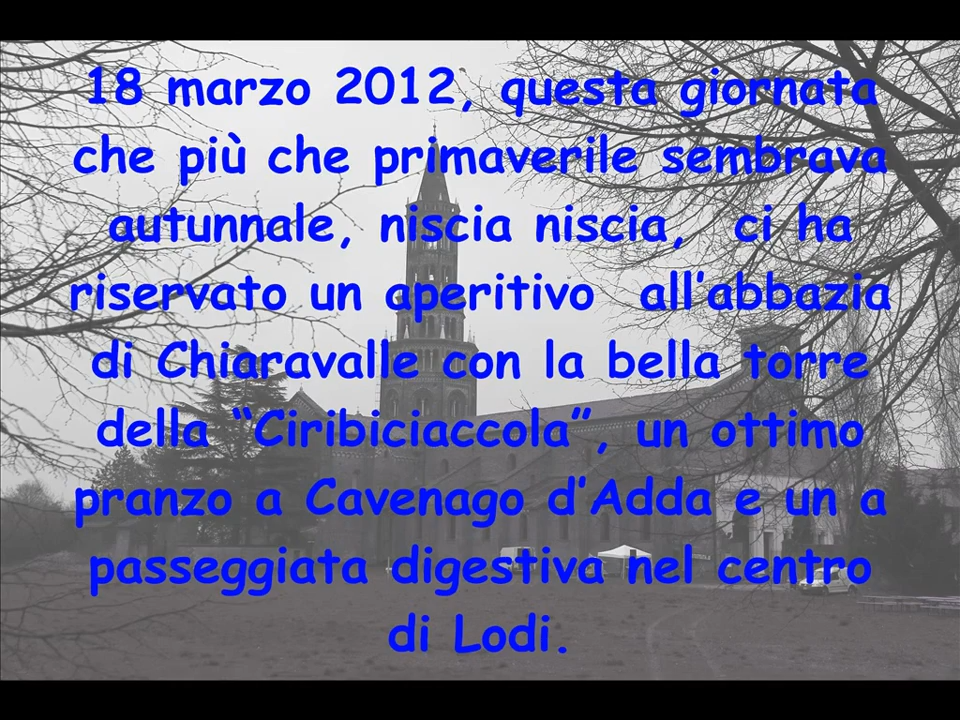 18 marzo 2012, questa giornata
che più che primaverile sembrava
autunnale, niscia niscia, ci ha
riservato un aperitivo all’abbazia
di Chiaravalle con la bella torre
della “Ciribiciaccola”, un ottimo
pranzo a Cavenago d’Adda e un a
passeggiata digestiva nel centro
di Lodi.